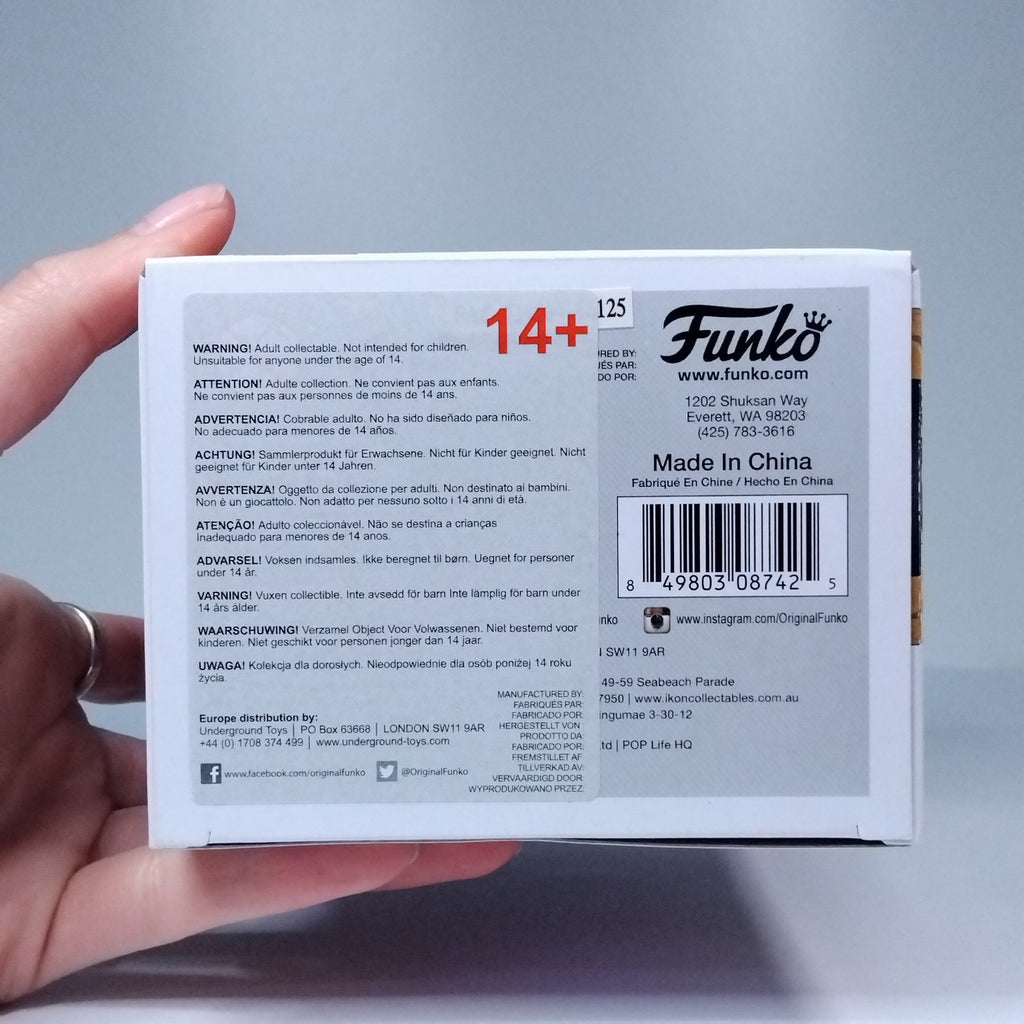 14+
WARNING! Adult collectable. Not intended for children.
Unsuitable for anyone under the age of 14.
ATTENTION! Adulte collection. Ne convient pas aux enfants.
Ne convient pas aux personnes de moins de 14 ans.
ADVERTENCIA! Cobrable adulto. No ha sido diseñado para niños.
No adecuado para menores de 14 años.
ACHTUNG! Sammlerprodukt für Erwachsene. Nicht für Kinder geeignet. Nicht
geeignet für Kinder unter 14 Jahren.
AVVERTENZA! Oggetto da collezione per adulti. Non destinato ai bambini.
Non è un giocattolo. Non adatto per nessuno sotto i 14 anni di età.
ATENÇÃO! Adulto coleccionável. Não se destina a crianças
Inadequado para menores de 14 anos.
ADVARSEL! Voksen indsamles. Ikke beregnet til børn. Uegnet for personer
under 14 år.
VARNING! Vuxen collectible. Inte avsedd för barn Inte lämplig för barn under
14 års ålder.
WAARSCHUWING! Verzamel Object Voor Volwassenen. Niet bestemd voor
kinderen. Niet geschikt voor personen jonger dan 14 jaar.
UWAGA! Kolekcja dla dorosłych. Nieodpowiednie dla osób poniżej 14 roku
życia.
Europe distribution by:
Underground Toys | PO Box 63668 | LONDON SW11 9AR
+44 (0) 1708 374 499 | www.underground-toys.com
www.facebook.com/originalfunko @OriginalFunko
MANUFACTURED BY:
FABRIQUÉS PAR:
FABRICADO POR:
HERGESTELLT VON :
PRODOTTO DA:
FABRICADO POR:
FREMSTILLET AF:
TILLVERKAD AV:
VERVAARDIGD DOOR:
WYPRODUKOWANO PRZEZ:
125
RED BY:
ÉS PAR:
DO POR:
Funko
www.funko.com
1202 Shuksan Way
Everett, WA 98203
(425) 783-3616
Made In China
Fabriqué En Chine / Hecho En China
8 49803 08742 5
nko www.instagram.com/OriginalFunko
SW11 9AR
49-59 Seabeach Parade
7950 | www.ikoncollectables.com.au
ingumae 3-30-12
td | POP Life HQ